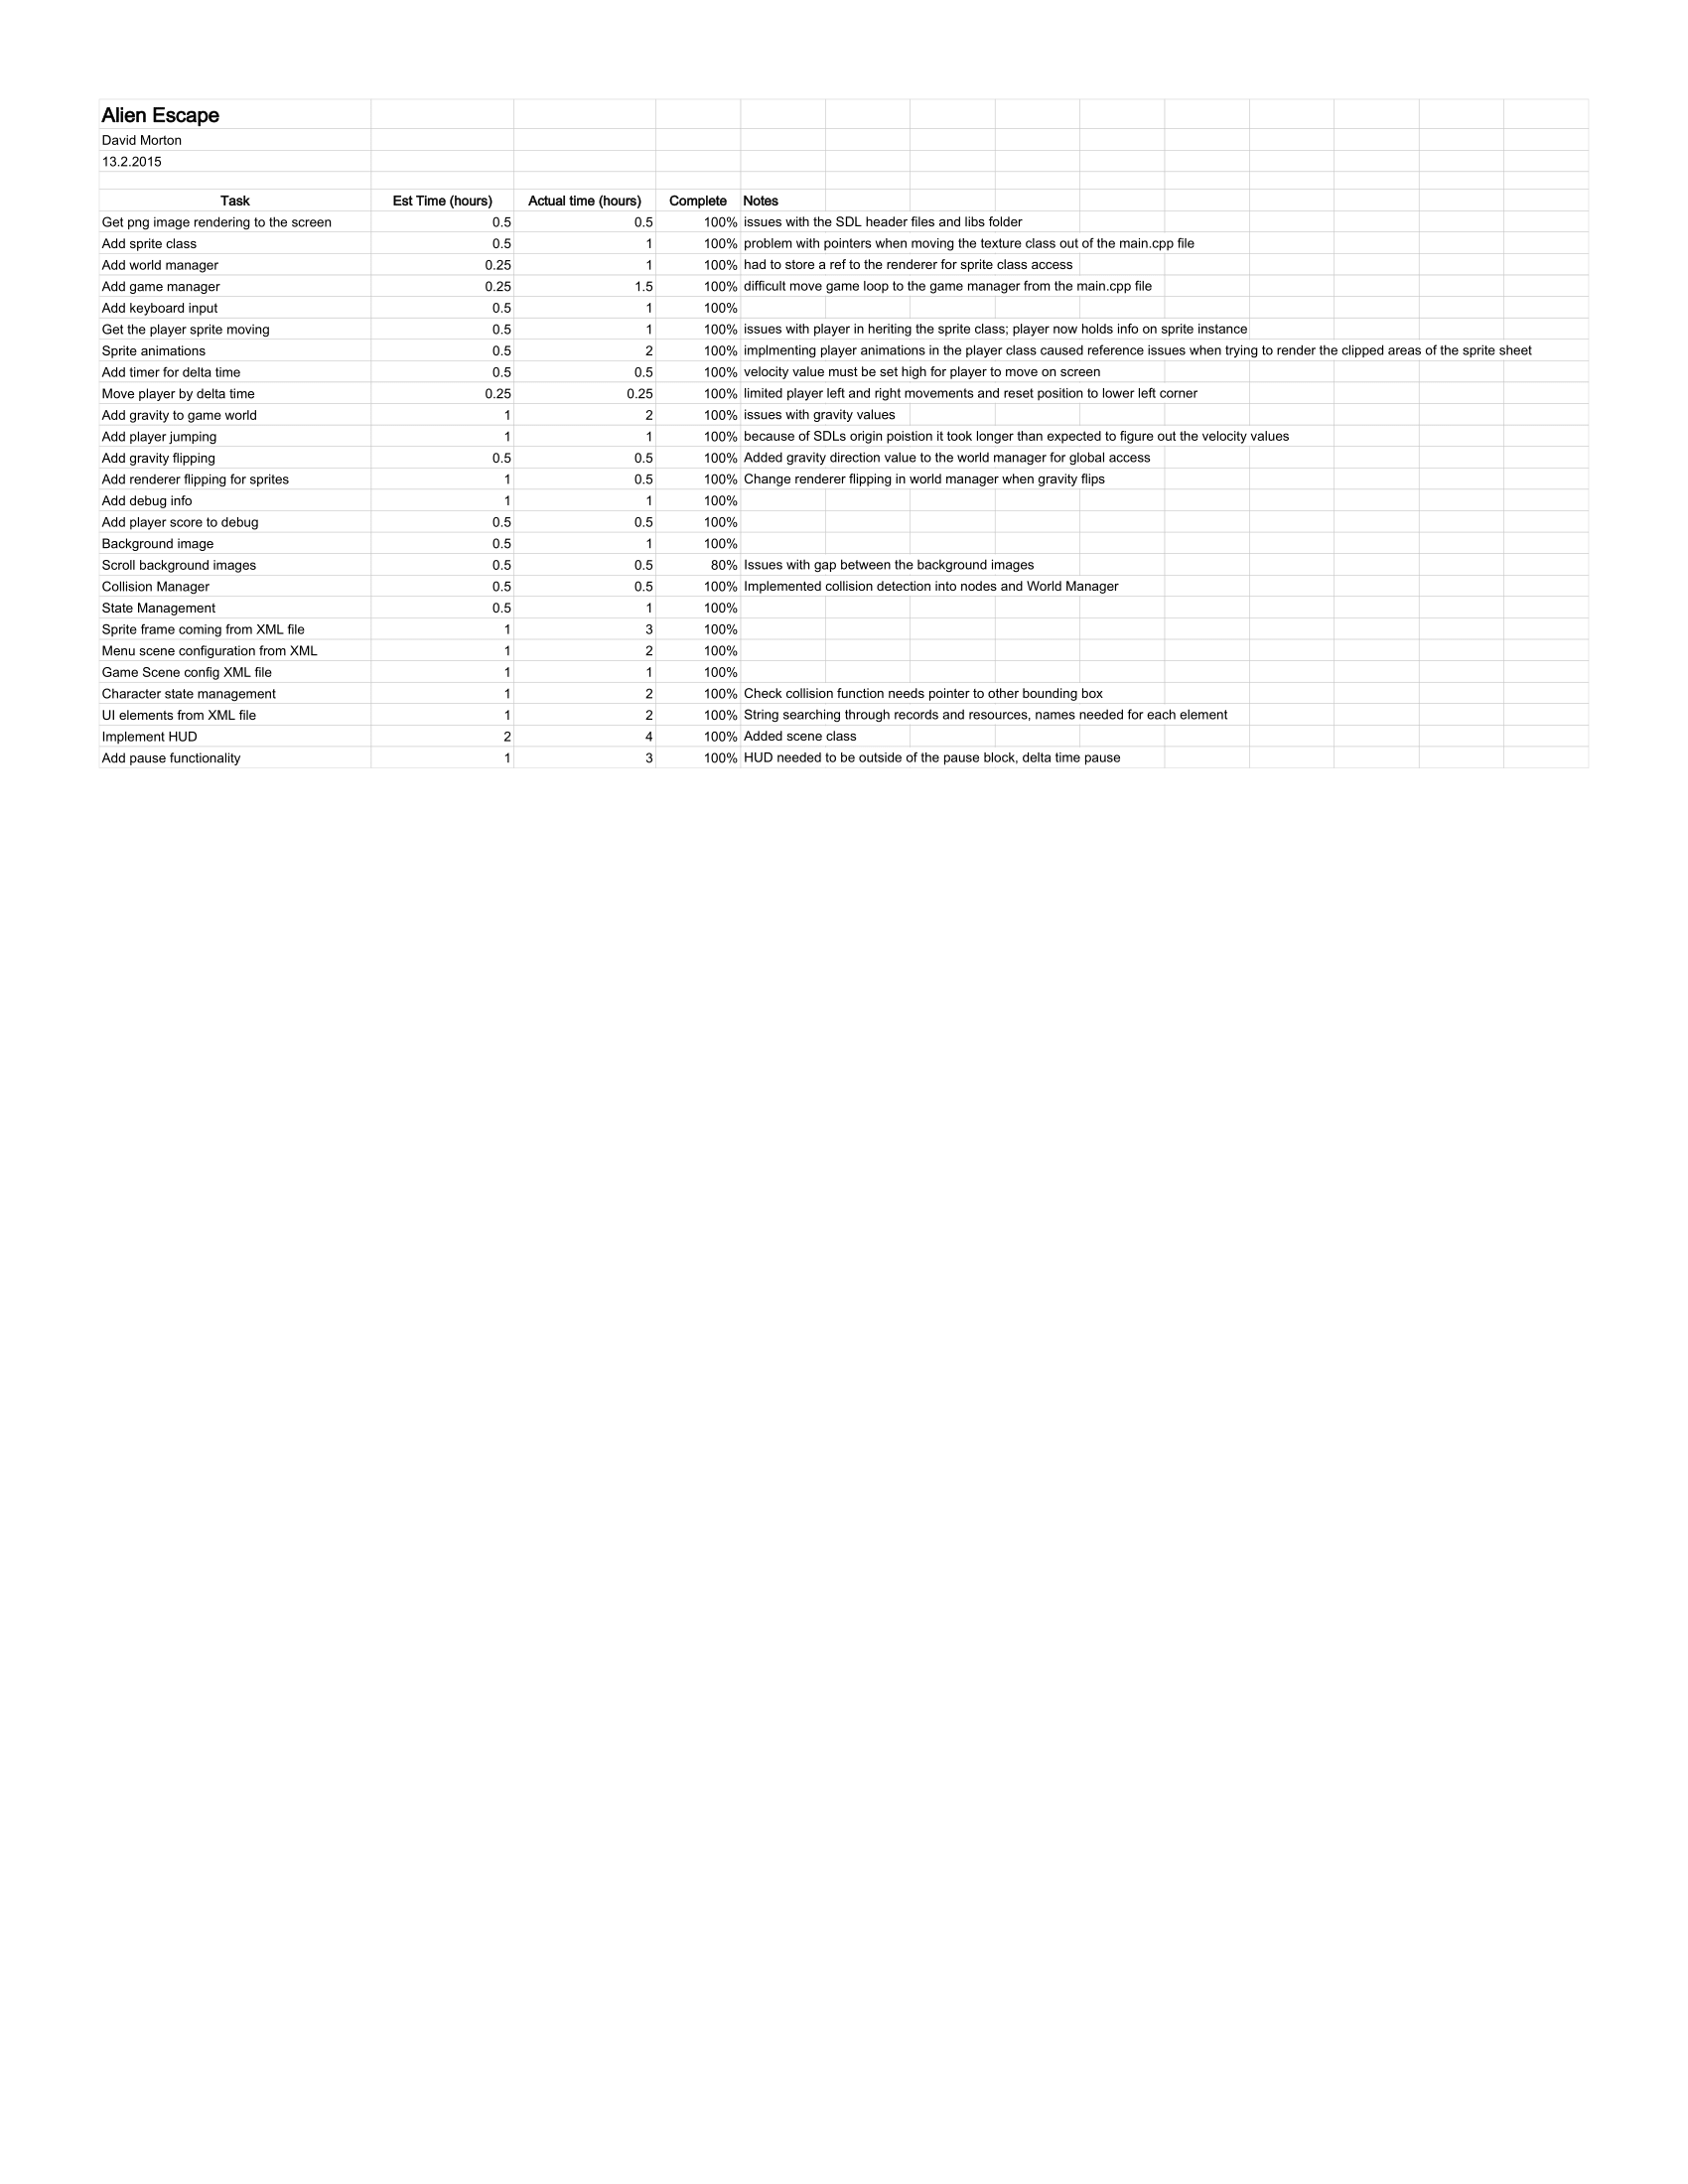 Alien Escape
David Morton
13.2.2015
Task Est Time (hours) Actual time (hours) Complete Notes
Get png image rendering to the screen 0.5 0.5 100% issues with the SDL header files and libs folder
Add sprite class 0.5 1 100% problem with pointers when moving the texture class out of the main.cpp file
Add world manager 0.25 1 100% had to store a ref to the renderer for sprite class access
Add game manager 0.25 1.5 100% difficult move game loop to the game manager from the main.cpp file
Add keyboard input 0.5 1 100%
Get the player sprite moving 0.5 1 100% issues with player in heriting the sprite class; player now holds info on sprite instance
Sprite animations 0.5 2 100% implmenting player animations in the player class caused reference issues when trying to render the clipped areas of the sprite sheet
Add timer for delta time 0.5 0.5 100% velocity value must be set high for player to move on screen
Move player by delta time 0.25 0.25 100% limited player left and right movements and reset position to lower left corner
Add gravity to game world 1 2 100% issues with gravity values
Add player jumping 1 1 100% because of SDLs origin poistion it took longer than expected to figure out the velocity values
Add gravity flipping 0.5 0.5 100% Added gravity direction value to the world manager for global access
Add renderer flipping for sprites 1 0.5 100% Change renderer flipping in world manager when gravity flips
Add debug info 1 1 100%
Add player score to debug 0.5 0.5 100%
Background image 0.5 1 100%
Scroll background images 0.5 0.5 80% Issues with gap between the background images
Collision Manager 0.5 0.5 100% Implemented collision detection into nodes and World Manager
State Management 0.5 1 100%
Sprite frame coming from XML file 1 3 100%
Menu scene configuration from XML 1 2 100%
Game Scene config XML file 1 1 100%
Character state management 1 2 100% Check collision function needs pointer to other bounding box
UI elements from XML file 1 2 100% String searching through records and resources, names needed for each element
Implement HUD 2 4 100% Added scene class
Add pause functionality 1 3 100% HUD needed to be outside of the pause block, delta time pause